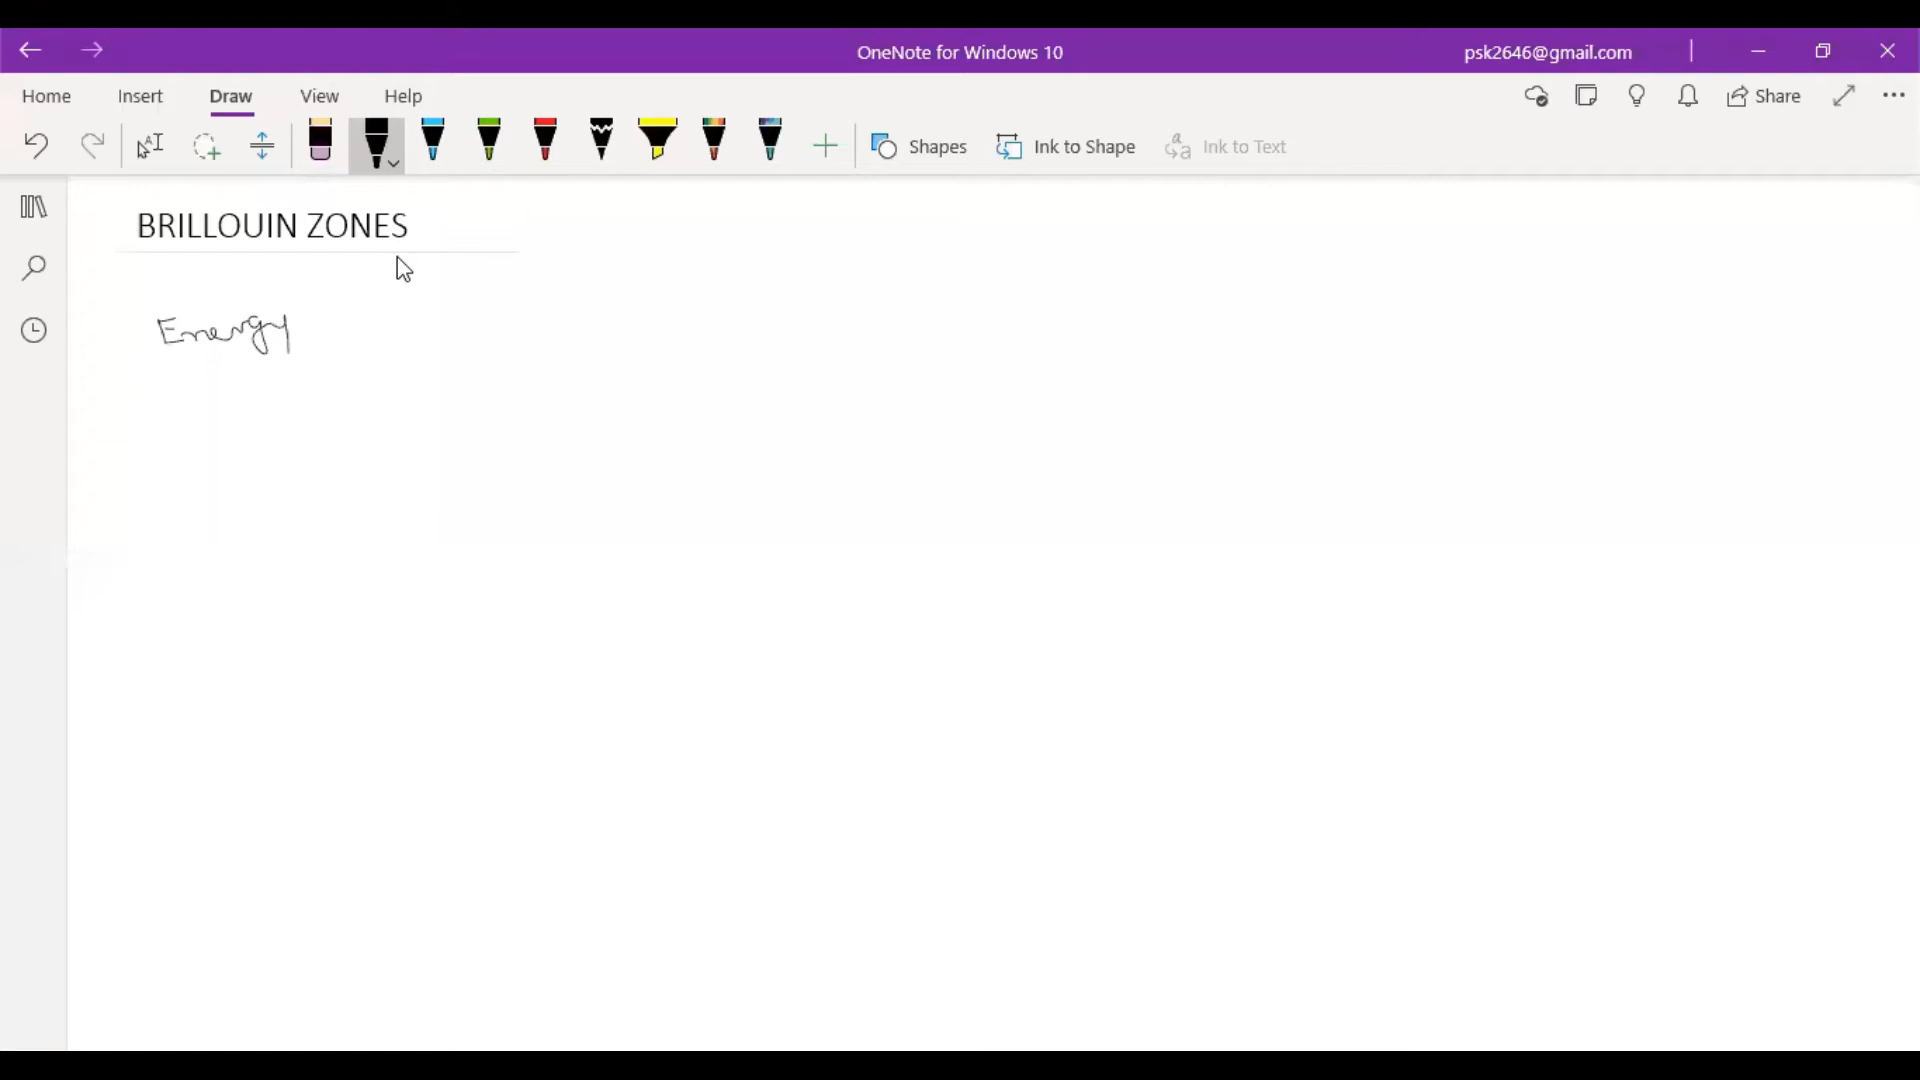 OneNote for Windows 10
psk2646@gmail.com
Home Insert Draw View Help
Share
Shapes Ink to Shape Ink to Text
BRILLOUIN ZONES
Energy